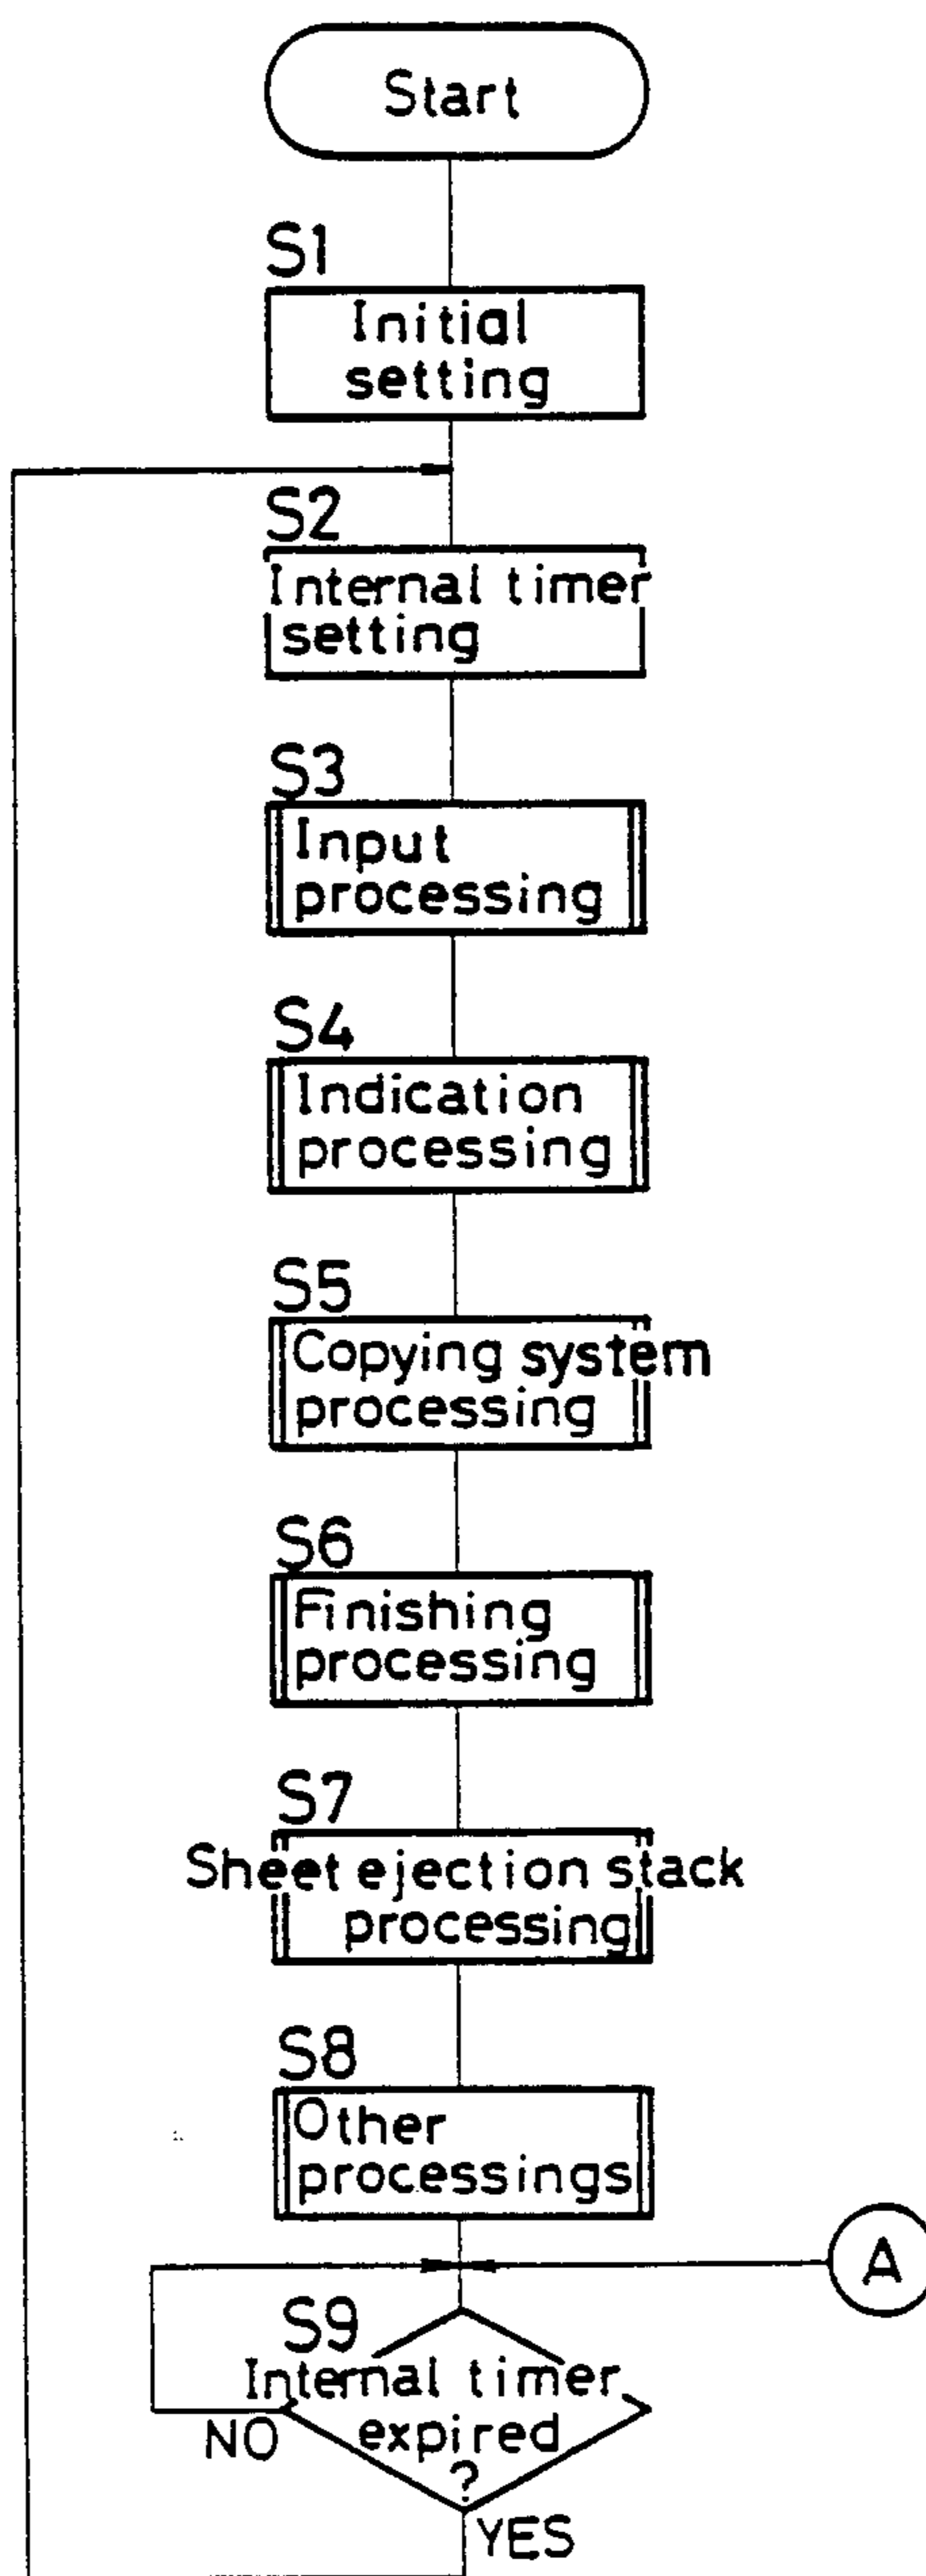 Start
S1
Initial
setting
S2
Internal timer
setting
S3
Input
processing
S4
Indication
processing
S5
Copying system
processing
S6
Finishing
processing
S7
Sheet ejection stack
processing
S8
Other
processings
A
S9
Internal timer
expired
?
NO
YES